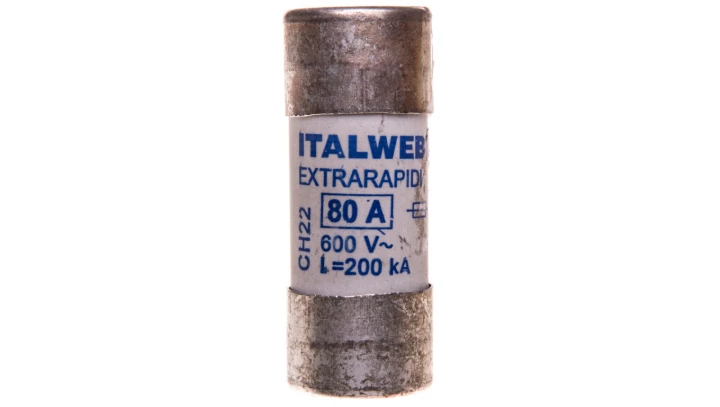 ITALWEB
EXTRARAPIDI
80 A
CH22
600 V~
I=200 kA